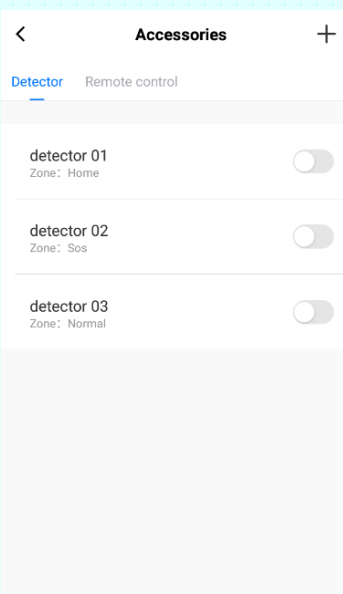 Accessories
Detector Remote control
detector 01
Zone：Home
detector 02
Zone：Sos
detector 03
Zone：Normal